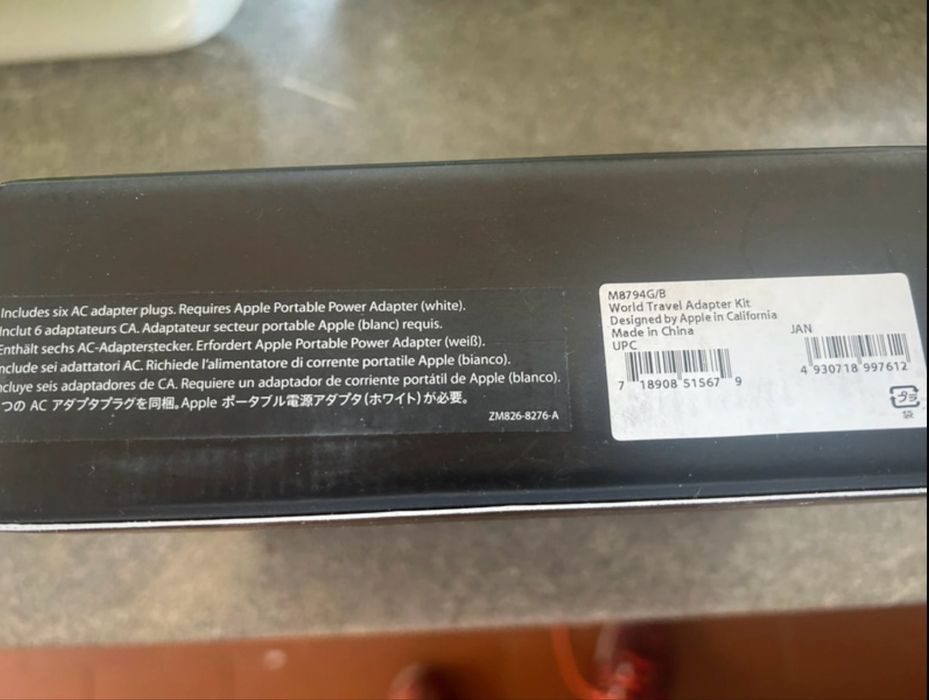 Includes six AC adapter plugs. Requires Apple Portable Power Adapter (white).
Inclut 6 adaptateurs CA. Adaptateur secteur portable Apple (blanc) requis.
Enthält sechs AC-Adapterstecker. Erfordert Apple Portable Power Adapter (weiß).
nclude sei adattatori AC. Richiede l'alimentatore di corrente portatile Apple (bianco).
ncluye seis adaptadores de CA. Requiere un adaptador de corriente portátil de Apple (blanco).
つの AC アダプタプラグを同梱。Apple ポータブル電源アダプタ(ホワイト)が必要。
ZM826-8276-A
M8794G/B
World Travel Adapter Kit
Designed by Apple in California
Made in China
UPC
7 18908 51567 9
JAN
4 930718 997612
プラ
袋